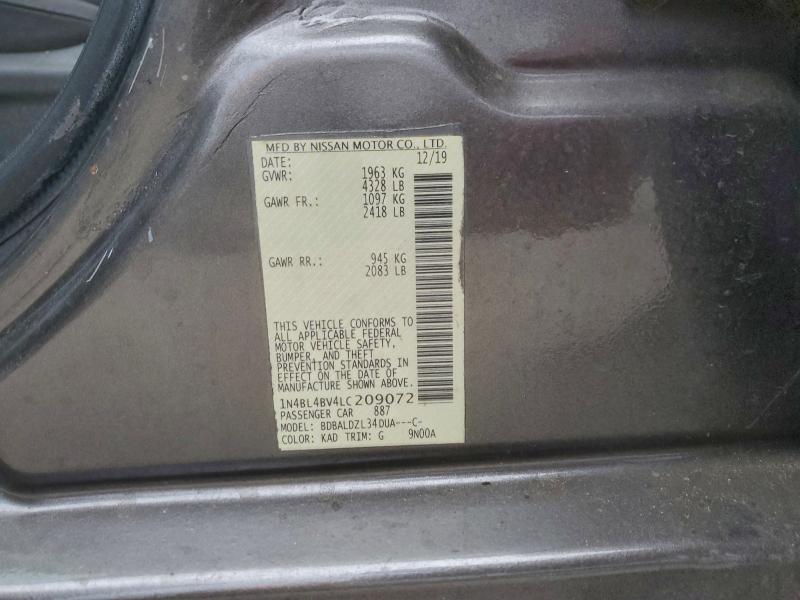 MFD BY NISSAN MOTOR CO., LTD.
DATE: 12/19
GVWR: 1963 KG
4328 LB
GAWR FR.: 1097 KG
2418 LB
GAWR RR.: 945 KG
2083 LB
THIS VEHICLE CONFORMS TO
ALL APPLICABLE FEDERAL
MOTOR VEHICLE SAFETY,
BUMPER, AND THEFT
PREVENTION STANDARDS IN
EFFECT ON THE DATE OF
MANUFACTURE SHOWN ABOVE.
1N4BL4BV4LC209072
PASSENGER CAR 887
MODEL: BDBALDZL34DUA---C-
COLOR: KAD TRIM: G 9N00A